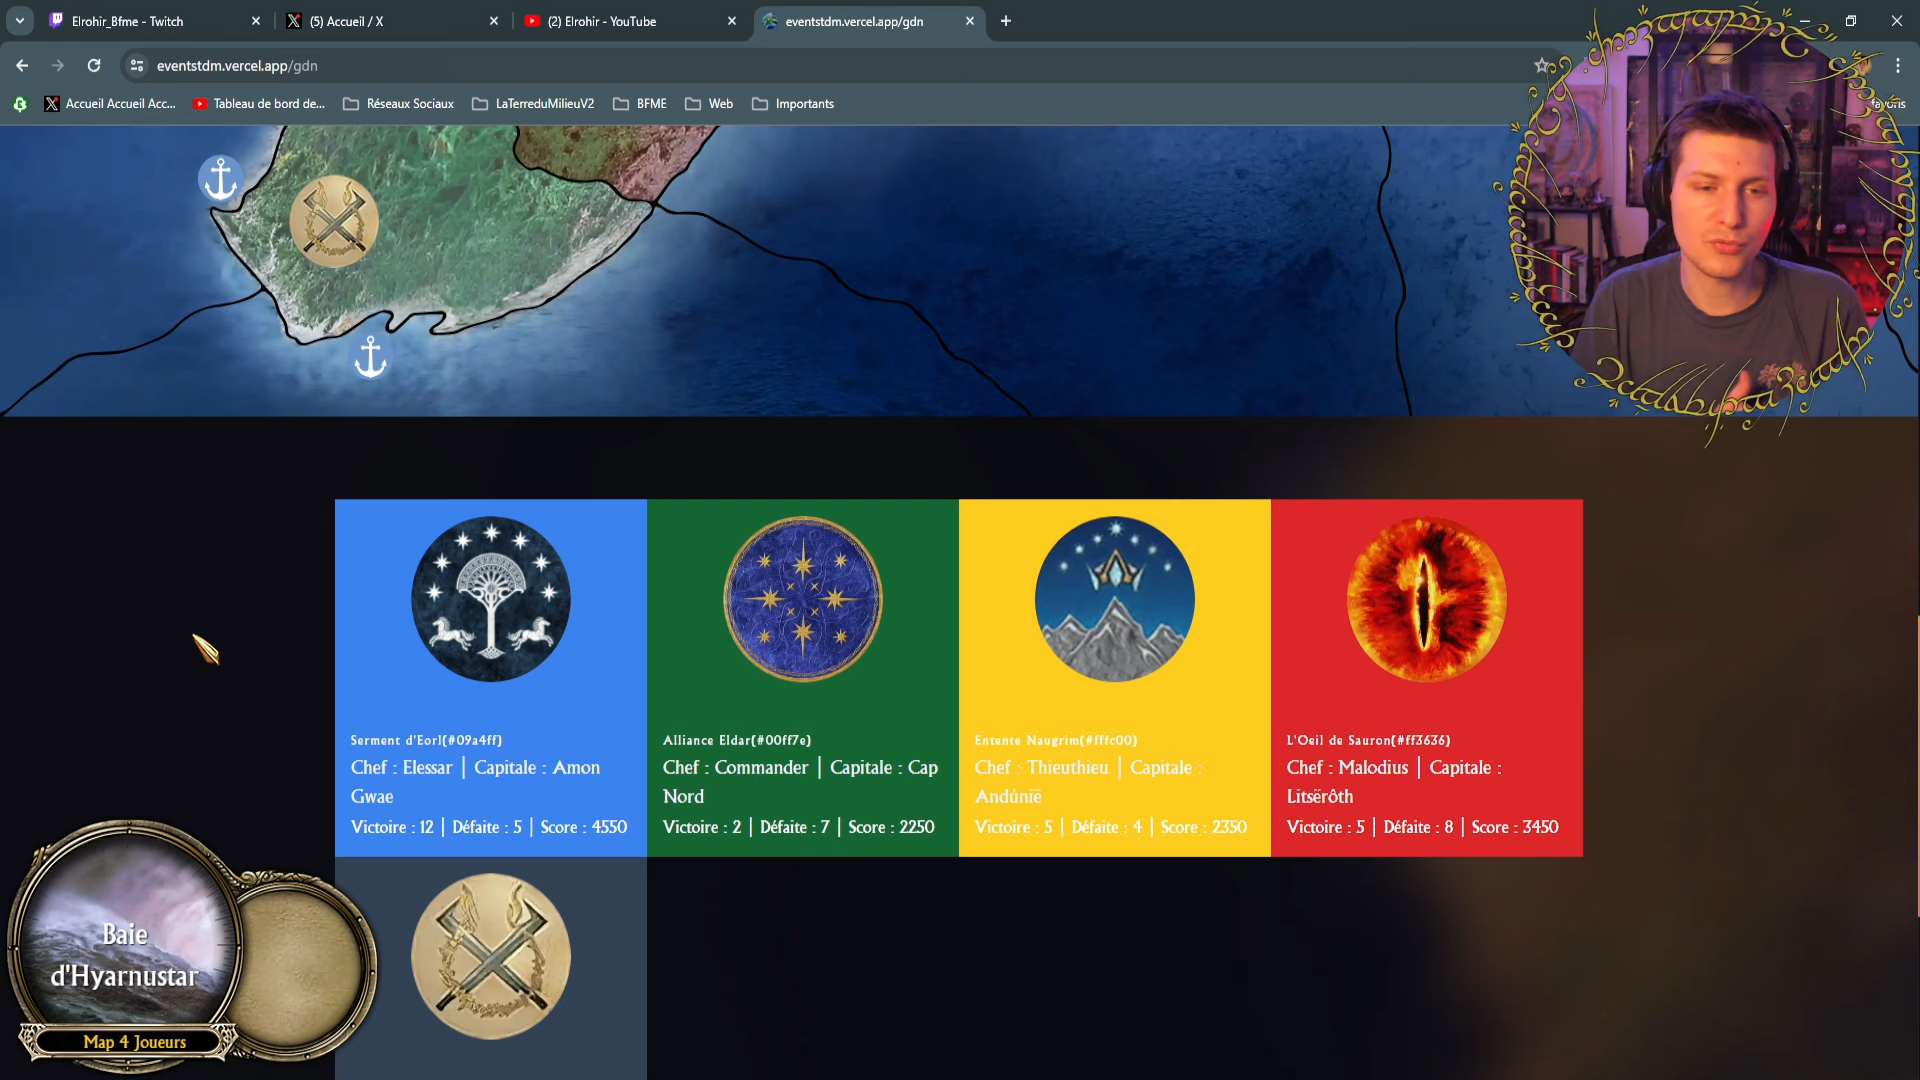 Elrohir_Bfme - Twitch
(5) Accueil / X
(2) Elrohir - YouTube
eventstdm.vercel.app/gdn
eventstdm.vercel.app/gdn
Accueil Accueil Acc...
Tableau de bord de...
Réseaux Sociaux
LaTerreduMilieuV2
BFME
Web
Importants
favoris
Serment d'Eorl(#09a4ff)
Chef : Elessar | Capitale : Amon
Gwae
Victoire : 12 | Défaite : 5 | Score : 4550
Alliance Eldar(#00ff7e)
Chef : Commander | Capitale : Cap
Nord
Victoire : 2 | Défaite : 7 | Score : 2250
Entente Naugrim(#fffc00)
Chef : Thieuthieu | Capitale :
Andúnië
Victoire : 5 | Défaite : 4 | Score : 2350
L'Oeil de Sauron(#ff3636)
Chef : Malodius | Capitale :
Litsërôth
Victoire : 5 | Défaite : 8 | Score : 3450
Baie
d'Hyarnustar
Map 4 Joueurs